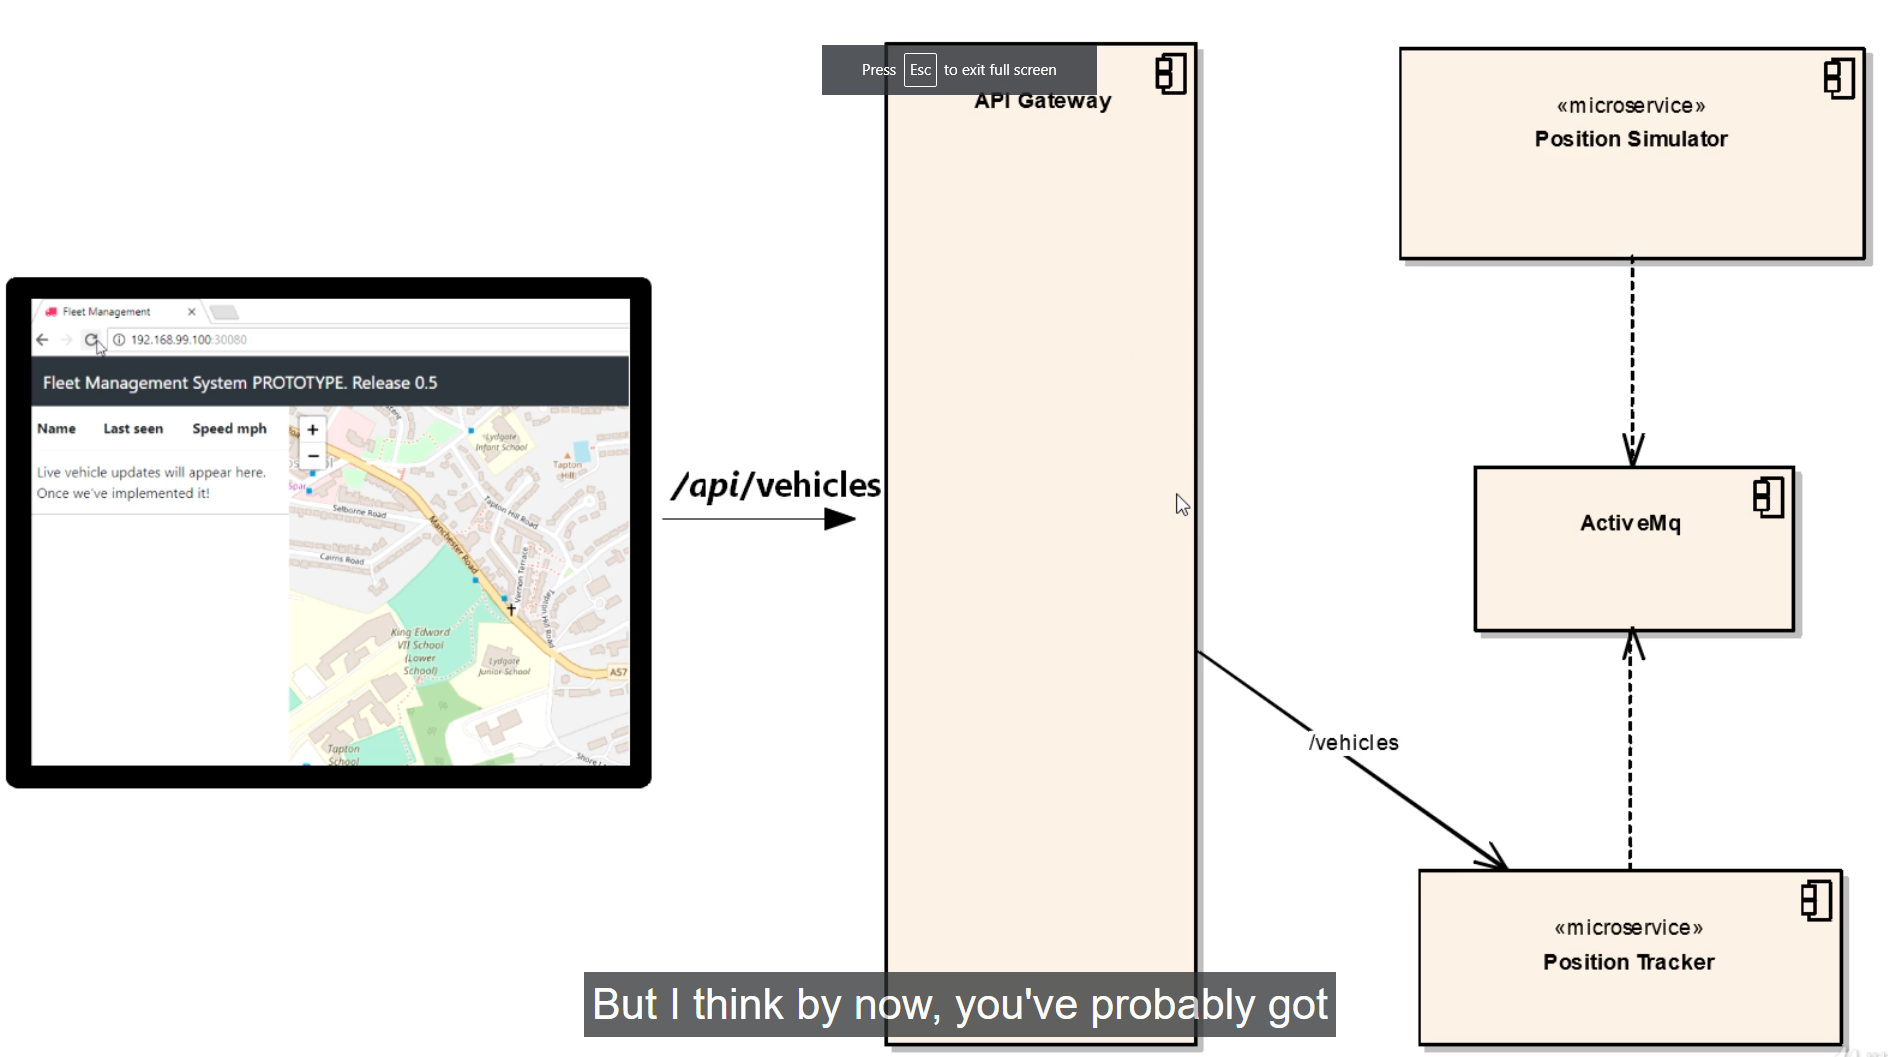 Press Esc to exit full screen
API Gateway
«microservice»
Position Simulator
Fleet Management
192.168.99.100:30080
Fleet Management System PROTOTYPE. Release 0.5
Name Last seen Speed mph
Live vehicle updates will appear here.
Once we've implemented it!
+
−
Lydgate
Infant School
Tapton
Hill
Spar
Selborne Road
Tapton Hill Road
Manchester Road
Cairns Road
Vernon Terrace
Tapton Hill Road
King Edward
VII School
(Lower
School)
Lydgate
Junior School
A57
Tapton
School
/api/vehicles
ActiveMq
/vehicles
«microservice»
Position Tracker
But I think by now, you've probably got